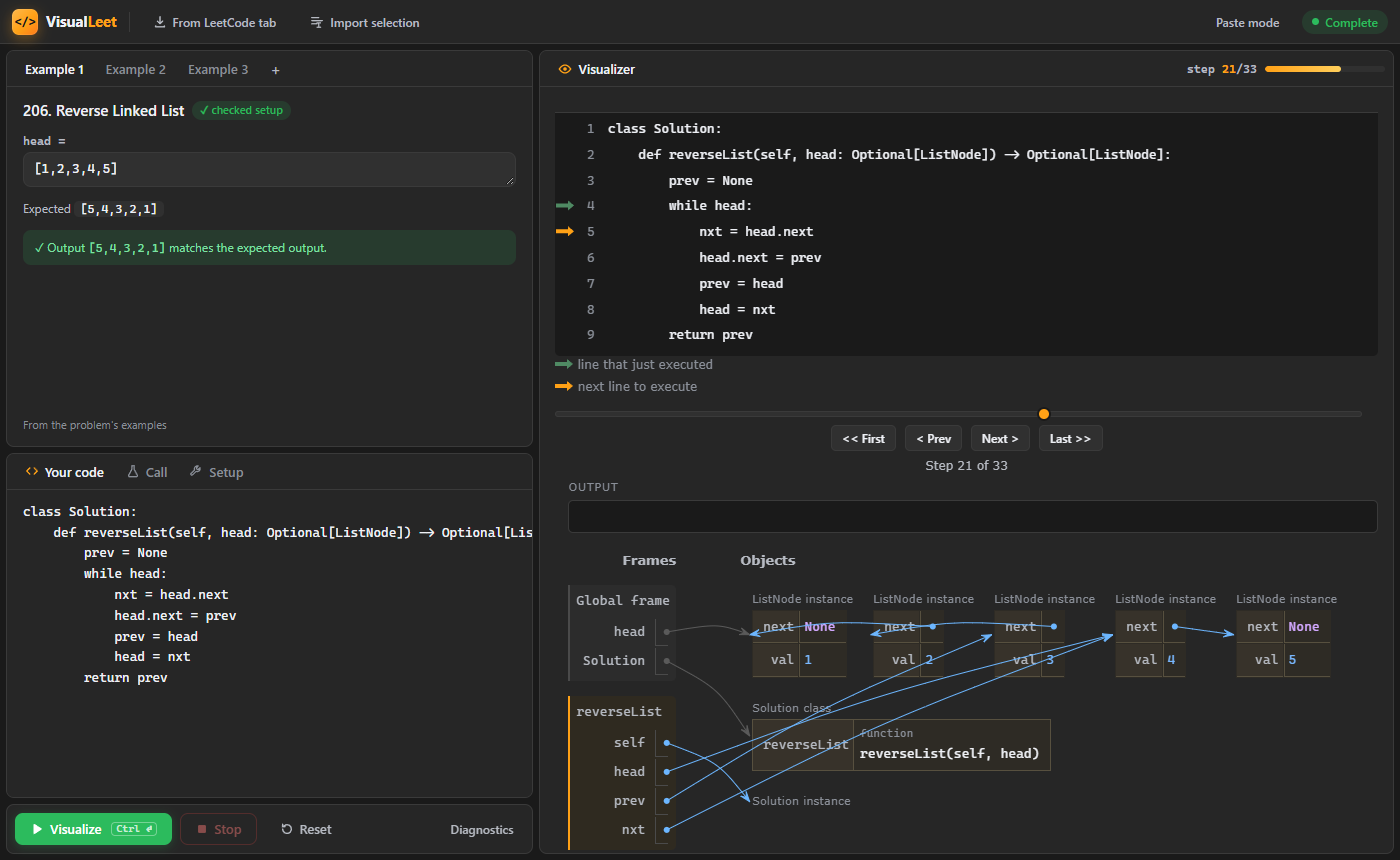 </> VisualLeet
From LeetCode tab
Import selection
Paste mode
Complete
Example 1
Example 2
Example 3
+
206. Reverse Linked List
✓ checked setup
head =
[1,2,3,4,5]
Expected [5,4,3,2,1]
✓ Output [5,4,3,2,1] matches the expected output.
From the problem's examples
Your code
Call
Setup
class Solution:
    def reverseList(self, head: Optional[ListNode]) -> Optional[Lis
        prev = None
        while head:
            nxt = head.next
            head.next = prev
            prev = head
            head = nxt
        return prev
Visualize Ctrl ⏎
Stop
Reset
Diagnostics
Visualizer
step 21/33
1 class Solution:
2     def reverseList(self, head: Optional[ListNode]) -> Optional[ListNode]:
3         prev = None
4         while head:
5             nxt = head.next
6             head.next = prev
7             prev = head
8             head = nxt
9         return prev
line that just executed
next line to execute
<< First
< Prev
Next >
Last >>
Step 21 of 33
OUTPUT
Frames
Objects
Global frame
head
Solution
reverseList
self
head
prev
nxt
ListNode instance
next None
val 1
ListNode instance
next
val 2
ListNode instance
next
val 3
ListNode instance
next
val 4
ListNode instance
next None
val 5
Solution class
reverseList
function
reverseList(self, head)
Solution instance